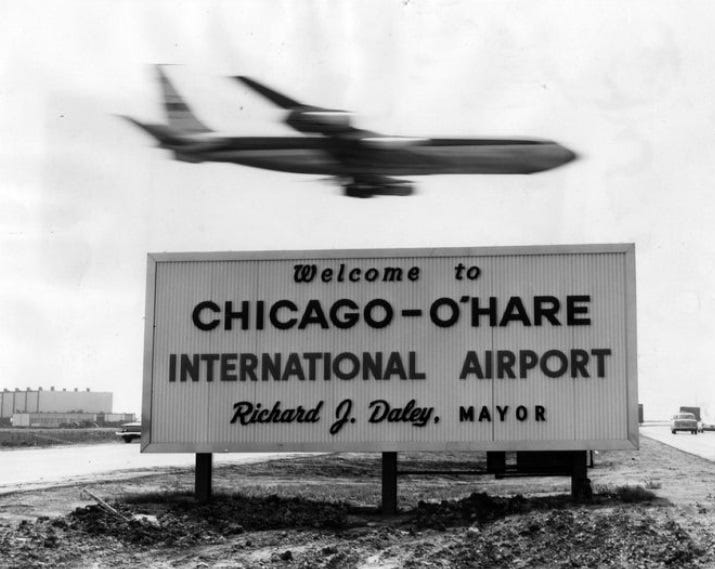 Welcome to
CHICAGO-O'HARE
INTERNATIONAL AIRPORT
Richard J. Daley, MAYOR